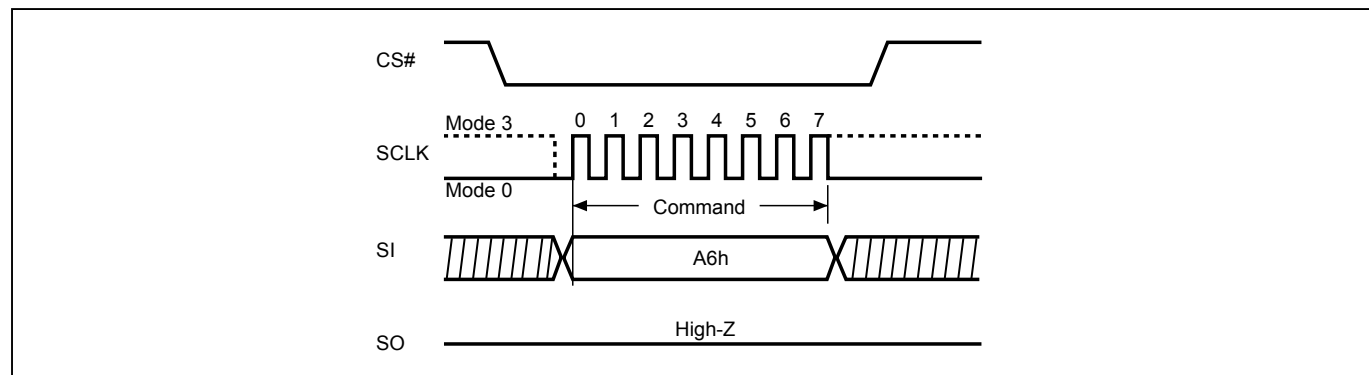 CS#
Mode 3
0 1 2 3 4 5 6 7
SCLK
Mode 0
Command
SI
A6h
High-Z
SO